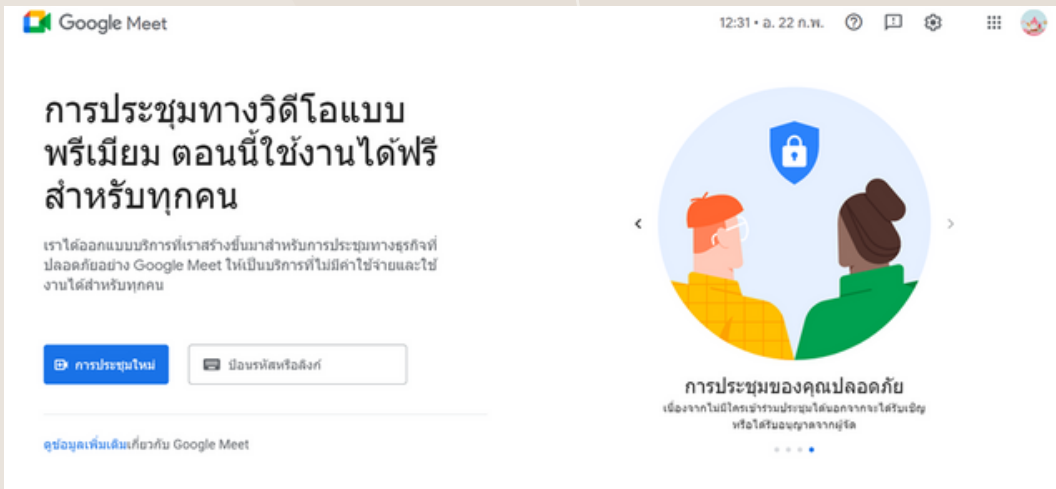 Google Meet
12:31 • อ. 22 ก.พ.
การประชุมทางวิดีโอแบบ
พรีเมียม ตอนนี้ใช้งานได้ฟรี
สำหรับทุกคน
เราได้ออกแบบบริการที่เราสร้างขึ้นมาสำหรับการประชุมทางธุรกิจที่
ปลอดภัยอย่าง Google Meet ให้เป็นบริการที่ไม่มีค่าใช้จ่ายและใช้
งานได้สำหรับทุกคน
การประชุมใหม่
ป้อนรหัสหรือลิงก์
ดูข้อมูลเพิ่มเติมเกี่ยวกับ Google Meet
การประชุมของคุณปลอดภัย
เนื่องจากไม่มีใครเข้าร่วมประชุมได้นอกจากจะได้รับเชิญ
หรือได้รับอนุญาตจากผู้จัด